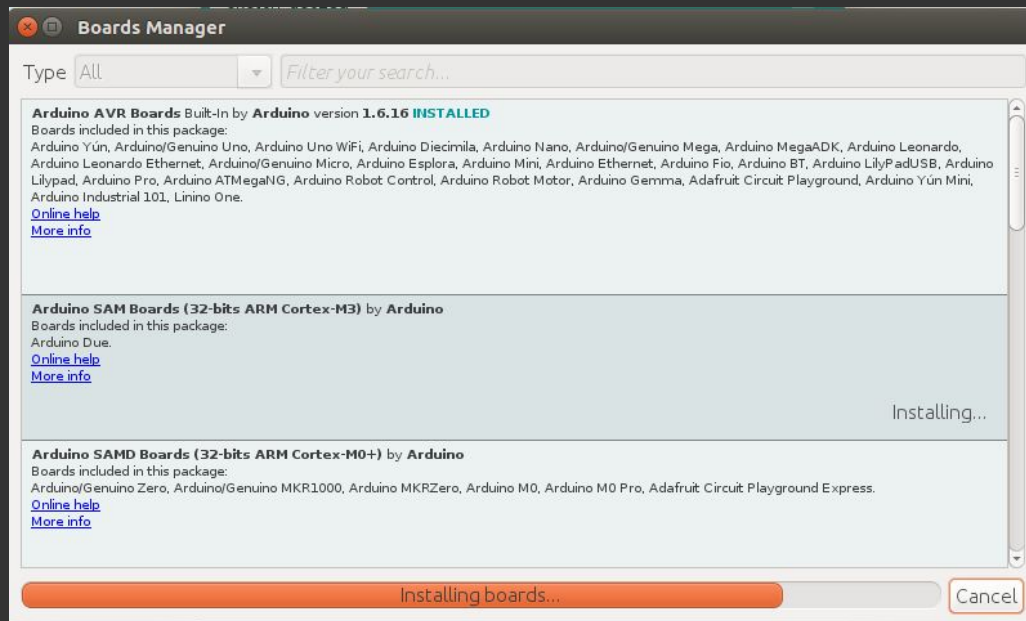 Boards Manager
Type All Filter your search...
Arduino AVR Boards Built-In by Arduino version 1.6.16 INSTALLED
Boards included in this package:
Arduino Yún, Arduino/Genuino Uno, Arduino Uno WiFi, Arduino Diecimila, Arduino Nano, Arduino/Genuino Mega, Arduino MegaADK, Arduino Leonardo,
Arduino Leonardo Ethernet, Arduino/Genuino Micro, Arduino Esplora, Arduino Mini, Arduino Ethernet, Arduino Fio, Arduino BT, Arduino LilyPadUSB, Arduino
Lilypad, Arduino Pro, Arduino ATMegaNG, Arduino Robot Control, Arduino Robot Motor, Arduino Gemma, Adafruit Circuit Playground, Arduino Yún Mini,
Arduino Industrial 101, Linino One.
Online help
More info
Arduino SAM Boards (32-bits ARM Cortex-M3) by Arduino
Boards included in this package:
Arduino Due.
Online help
More info
Installing...
Arduino SAMD Boards (32-bits ARM Cortex-M0+) by Arduino
Boards included in this package:
Arduino/Genuino Zero, Arduino/Genuino MKR1000, Arduino MKRZero, Arduino M0, Arduino M0 Pro, Adafruit Circuit Playground Express.
Online help
More info
Installing boards... Cancel